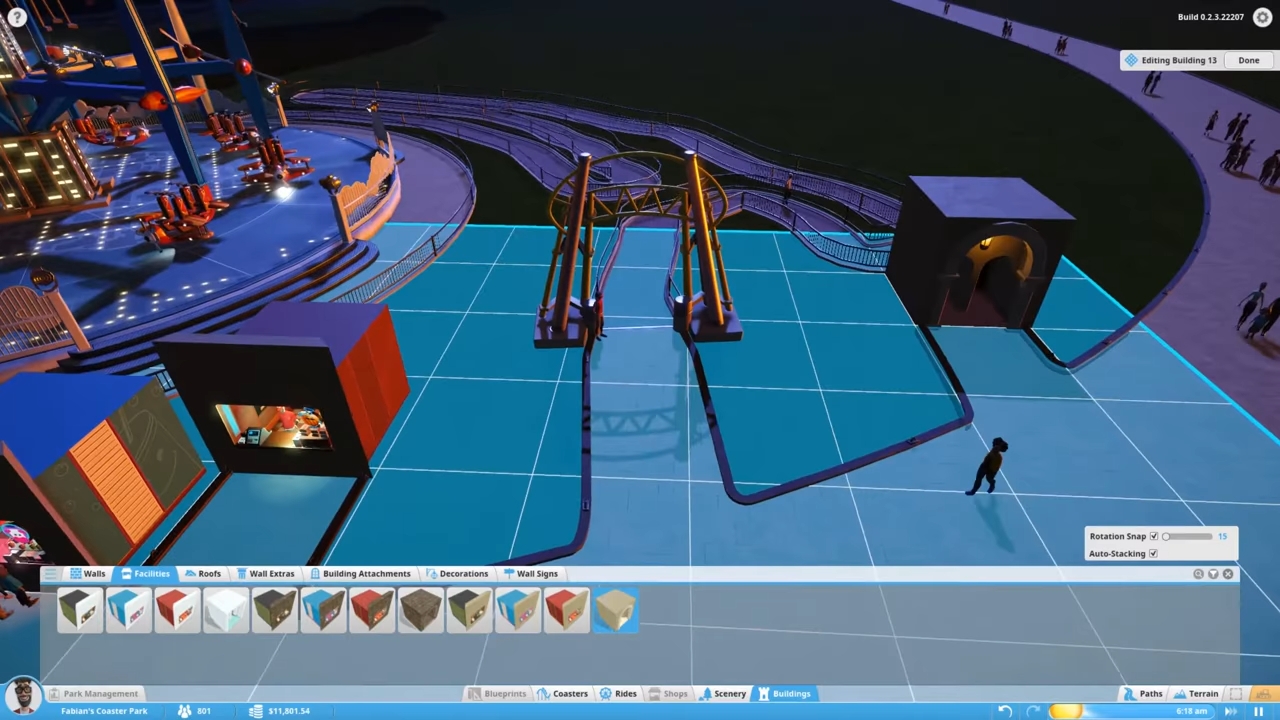 ?
Build 0.2.3.22207
Editing Building 13
Done
Rotation Snap
15
Auto-Stacking
Walls
Facilities
Roofs
Wall Extras
Building Attachments
Decorations
Wall Signs
Park Management
Blueprints
Coasters
Rides
Shops
Scenery
Buildings
Paths
Terrain
Fabian's Coaster Park
801
$11,801.54
6:18 am